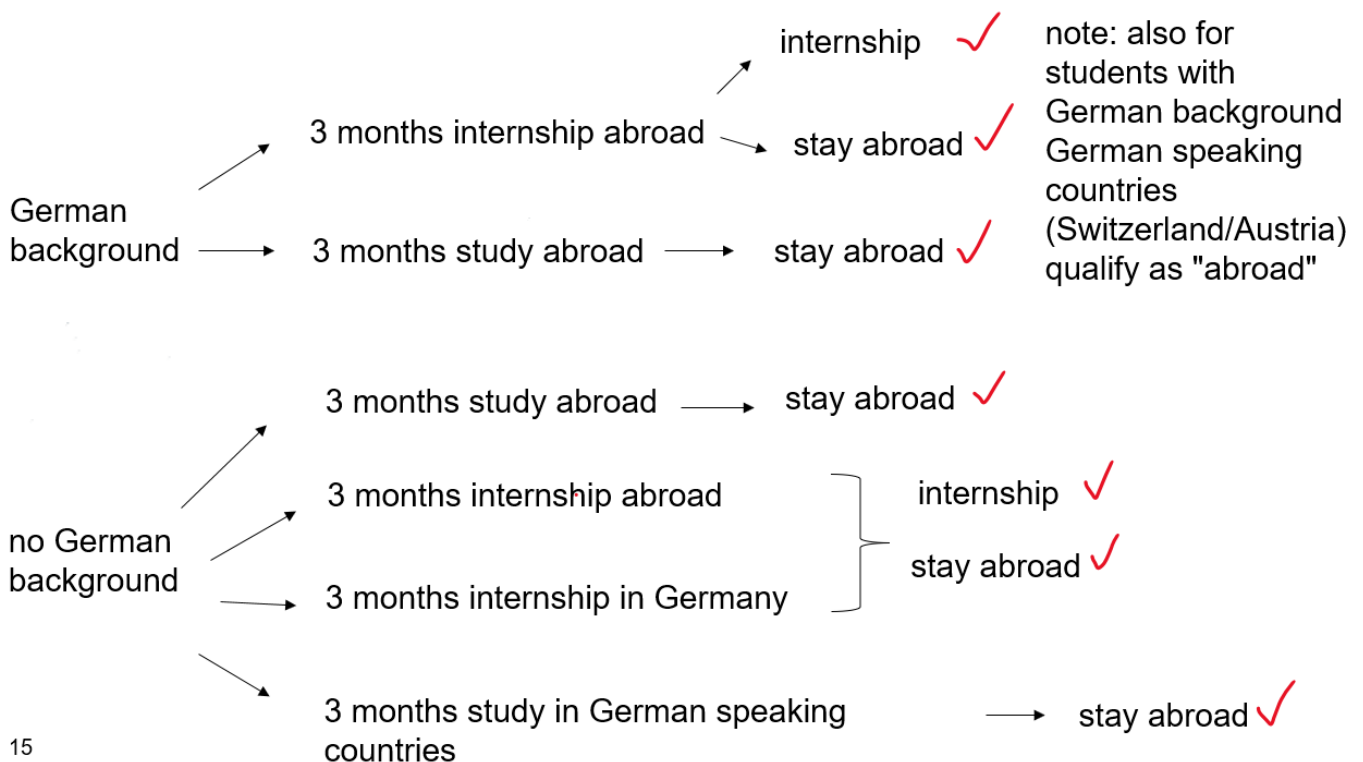 internship
3 months internship abroad
stay abroad
German
background
3 months study abroad
stay abroad
note: also for
students with
German background
German speaking
countries
(Switzerland/Austria)
qualify as "abroad"
3 months study abroad
stay abroad
no German
background
3 months internship abroad
3 months internship in Germany
internship
stay abroad
3 months study in German speaking
countries
stay abroad
15